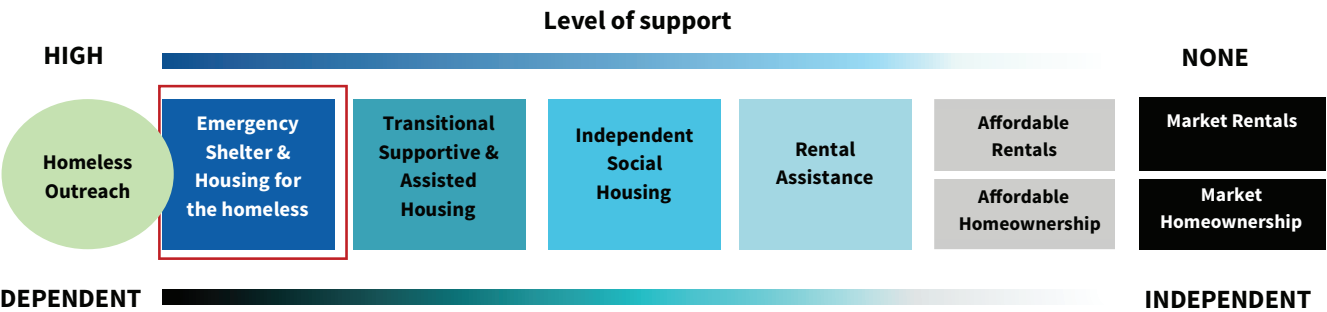 Level of support
HIGH
NONE
Homeless
Outreach
Emergency
Shelter &
Housing for
the homeless
Transitional
Supportive &
Assisted
Housing
Independent
Social
Housing
Rental
Assistance
Affordable
Rentals
Affordable
Homeownership
Market Rentals
Market
Homeownership
DEPENDENT
INDEPENDENT